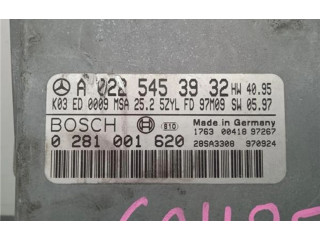 A 022 545 39 32 HW 40.95
K03 ED 0009 MSA 25.2 5ZYL FD 97M09 SW 05.97
BOSCH 810 Made in Germany
1763 00418 97267
0 281 001 620 28SA3308 970924